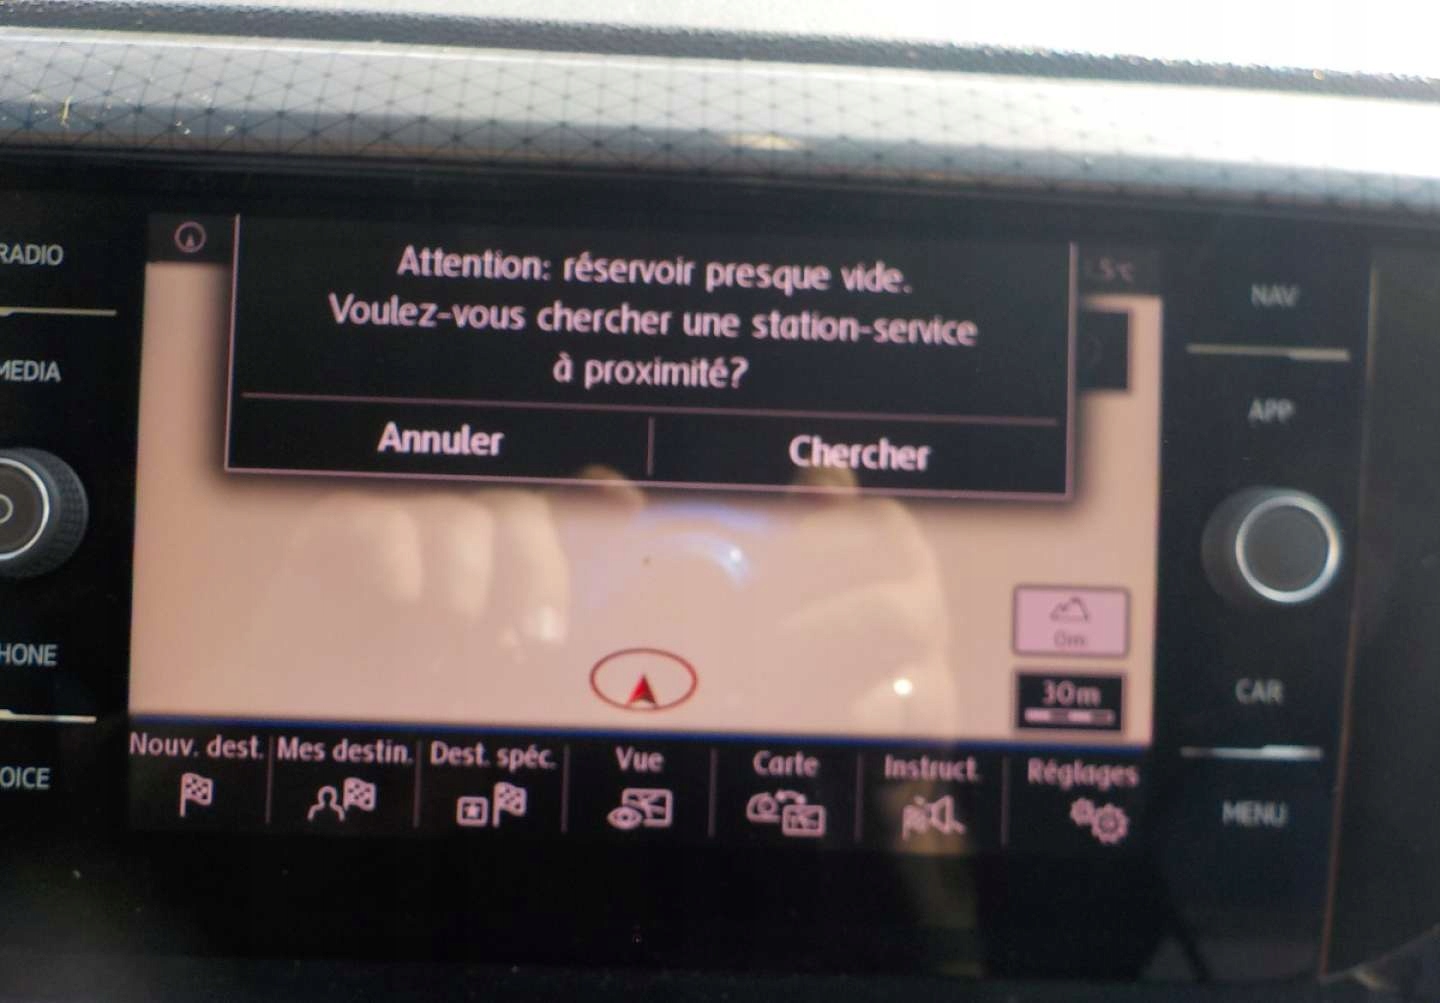 RADIO
MEDIA
Attention: réservoir presque vide.
Voulez-vous chercher une station-service
à proximité?
Annuler
Chercher
NAV
APP
0m
30m
CAR
MENU
HONE
OICE
Nouv. dest.
Mes destin.
Dest. spéc.
Vue
Carte
Instruct.
Réglages